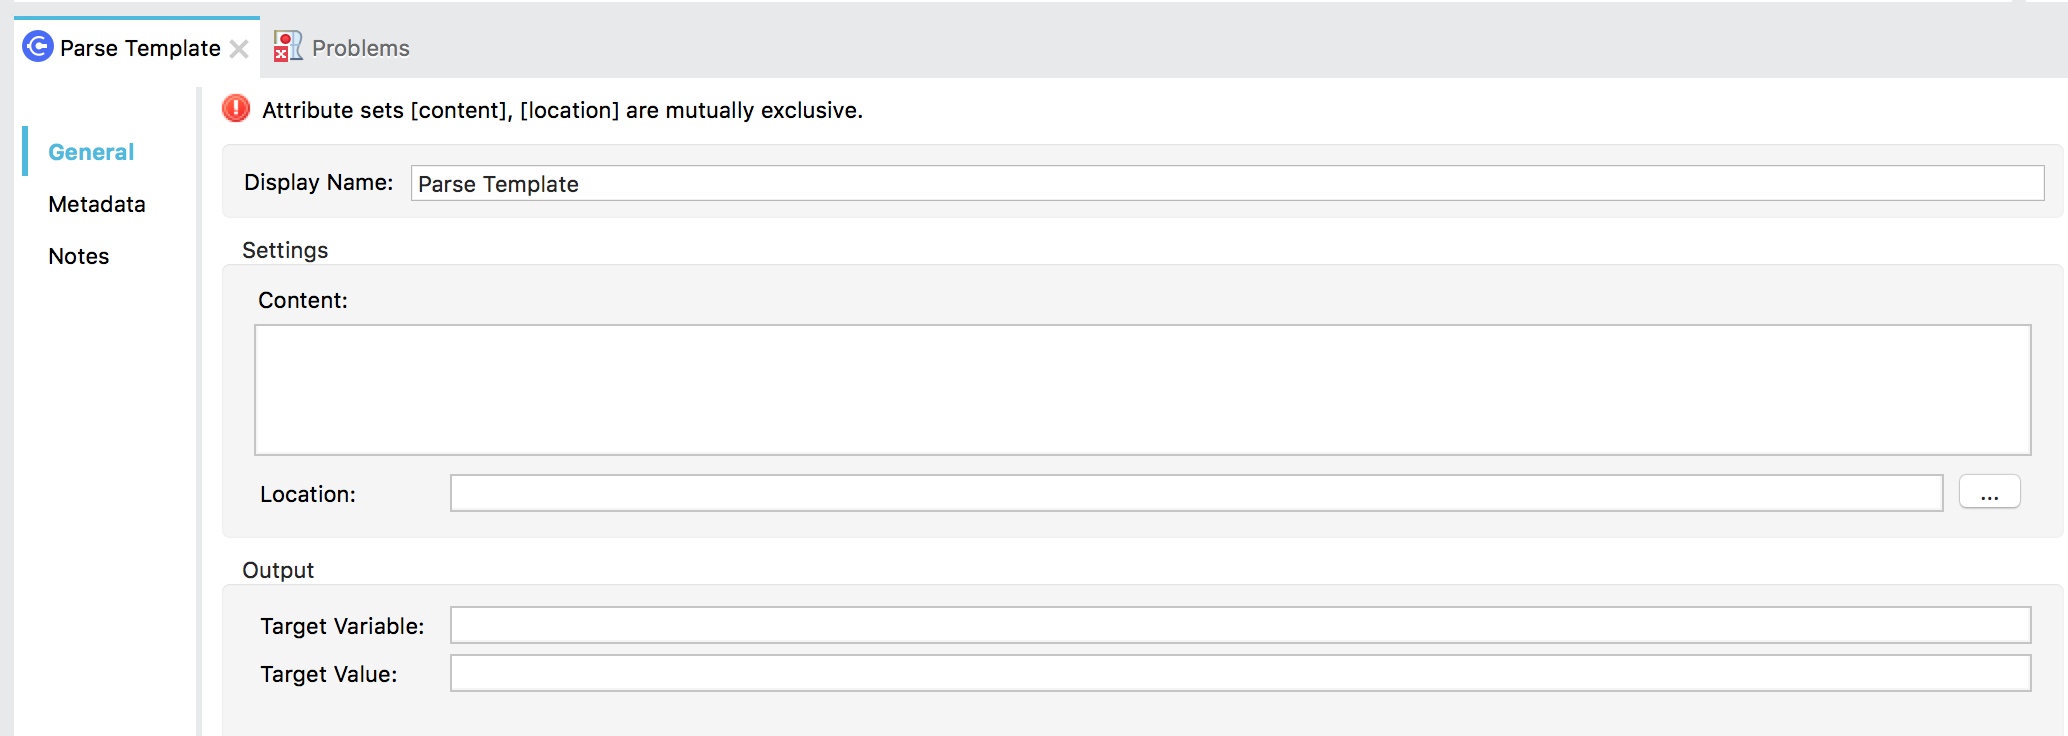 Parse Template
Problems
Attribute sets [content], [location] are mutually exclusive.
General
Metadata
Notes
Display Name: Parse Template
Settings
Content:
Location: ...
Output
Target Variable:
Target Value: